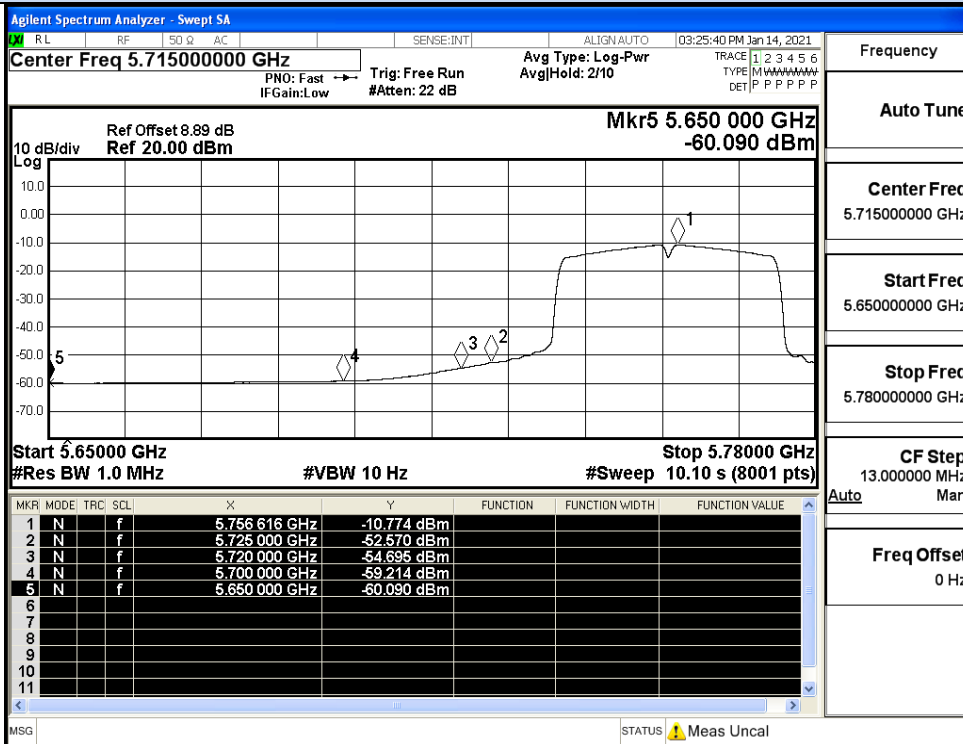 Agilent Spectrum Analyzer - Swept SA
LXI RL RF 50 Ω AC SENSE:INT ALIGN AUTO 03:25:40 PM Jan 14, 2021
Center Freq 5.715000000 GHz
PNO: Fast
IFGain:Low
Trig: Free Run
#Atten: 22 dB
Avg Type: Log-Pwr
Avg|Hold: 2/10
TRACE 1 2 3 4 5 6
TYPE M W W W W W
DET P P P P P P
Mkr5 5.650 000 GHz
-60.090 dBm
Ref Offset 8.89 dB
10 dB/div Ref 20.00 dBm
Log
10.0
0.00
-10.0
-20.0
-30.0
-40.0
-50.0
-60.0
-70.0
1
2
3
4
5
Start 5.65000 GHz Stop 5.78000 GHz
#Res BW 1.0 MHz #VBW 10 Hz #Sweep 10.10 s (8001 pts)
MKR MODE TRC SCL X Y FUNCTION FUNCTION WIDTH FUNCTION VALUE
1 N f 5.756 616 GHz -10.774 dBm
2 N f 5.725 000 GHz -52.570 dBm
3 N f 5.720 000 GHz -54.695 dBm
4 N f 5.700 000 GHz -59.214 dBm
5 N f 5.650 000 GHz -60.090 dBm
6
7
8
9
10
11
MSG STATUS Meas Uncal
Frequency
Auto Tune
Center Freq
5.715000000 GHz
Start Freq
5.650000000 GHz
Stop Freq
5.780000000 GHz
CF Step
13.000000 MHz
Auto Man
Freq Offset
0 Hz